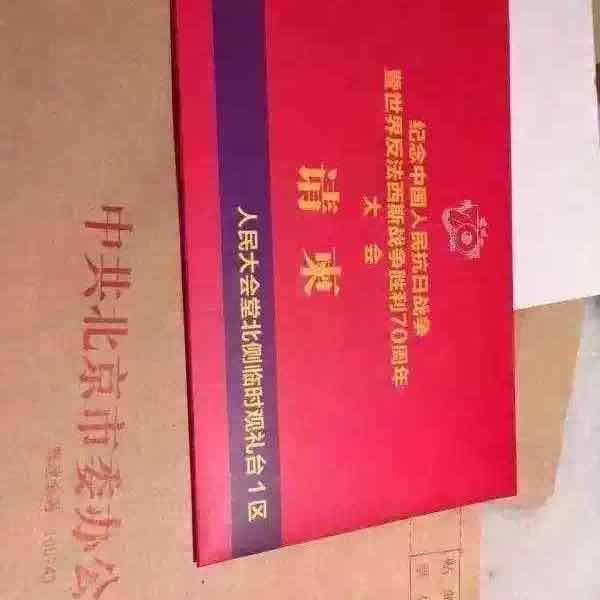 纪念中国人民抗日战争
暨世界反法西斯战争胜利70周年
大会
请柬
人民大会堂北侧临时观礼台1区
中共北京市委办公